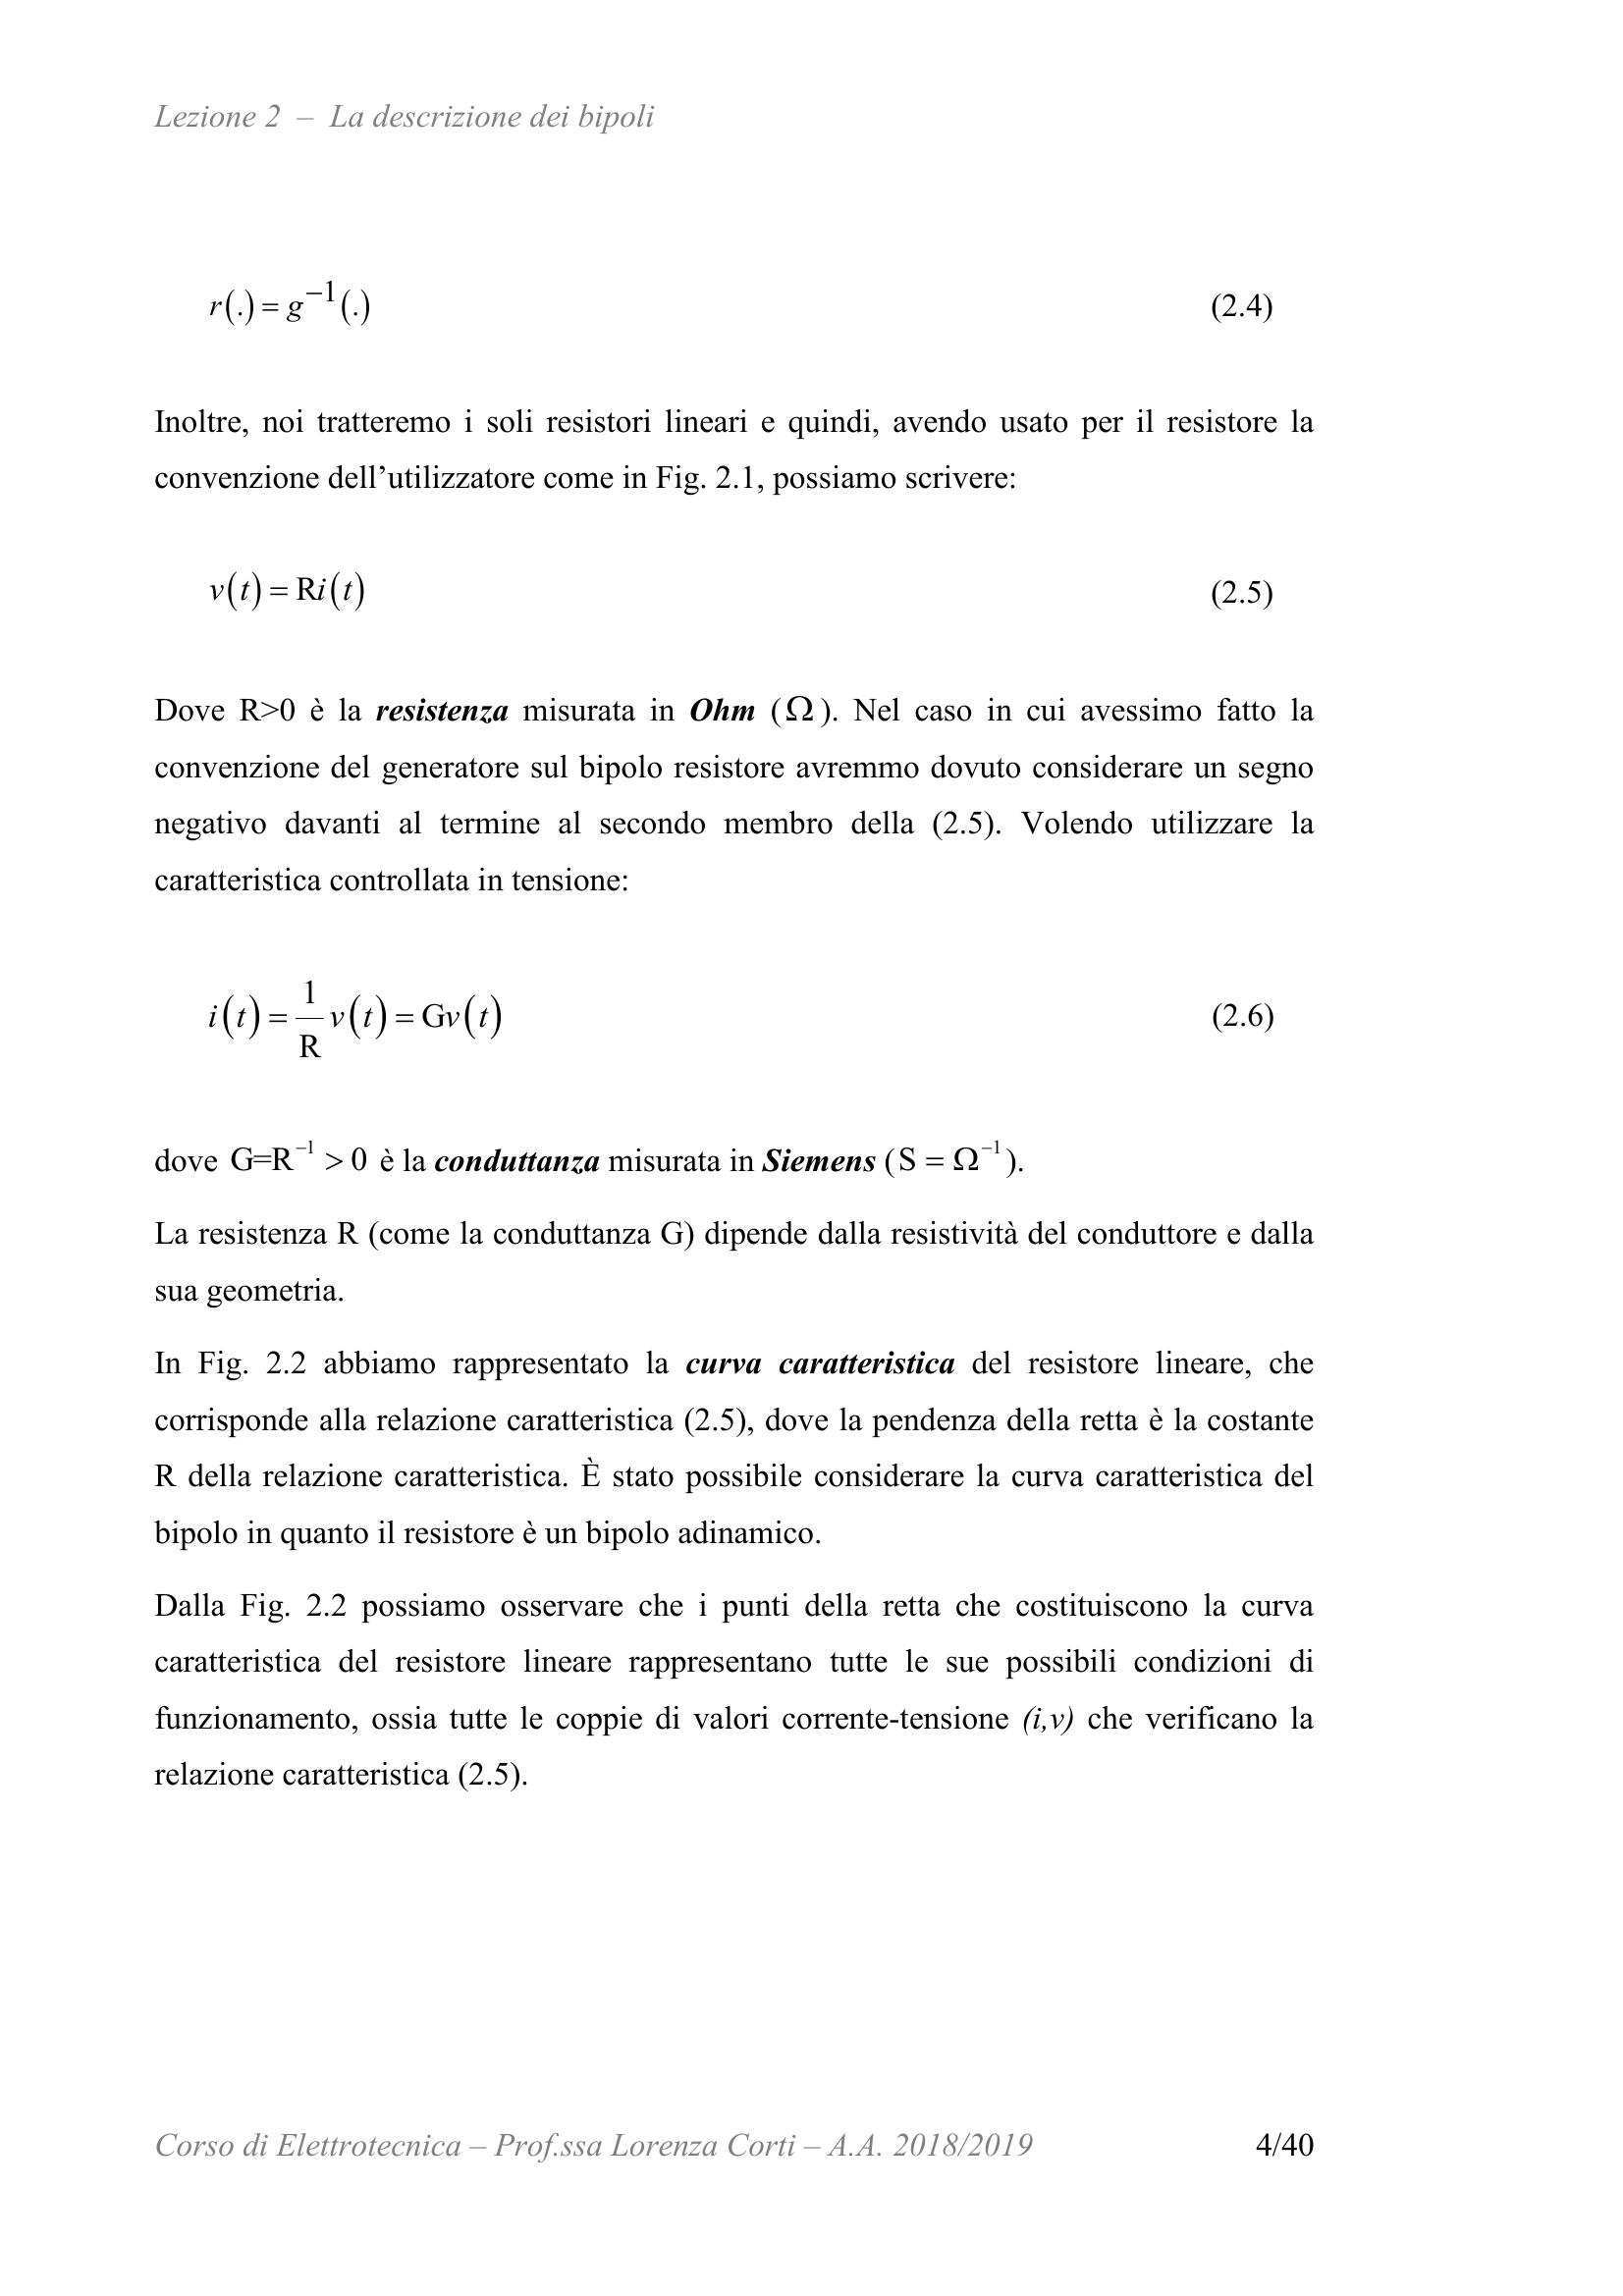 Lezione 2 – La descrizione dei bipoli
r(.) = g⁻¹(.) (2.4)
Inoltre, noi tratteremo i soli resistori lineari e quindi, avendo usato per il resistore la
convenzione dell’utilizzatore come in Fig. 2.1, possiamo scrivere:
v(t) = Ri(t) (2.5)
Dove R>0 è la resistenza misurata in Ohm (Ω). Nel caso in cui avessimo fatto la
convenzione del generatore sul bipolo resistore avremmo dovuto considerare un segno
negativo davanti al termine al secondo membro della (2.5). Volendo utilizzare la
caratteristica controllata in tensione:
i(t) = 1/R v(t) = Gv(t) (2.6)
dove G=R⁻¹ > 0 è la conduttanza misurata in Siemens (S = Ω⁻¹).
La resistenza R (come la conduttanza G) dipende dalla resistività del conduttore e dalla
sua geometria.
In Fig. 2.2 abbiamo rappresentato la curva caratteristica del resistore lineare, che
corrisponde alla relazione caratteristica (2.5), dove la pendenza della retta è la costante
R della relazione caratteristica. È stato possibile considerare la curva caratteristica del
bipolo in quanto il resistore è un bipolo adinamico.
Dalla Fig. 2.2 possiamo osservare che i punti della retta che costituiscono la curva
caratteristica del resistore lineare rappresentano tutte le sue possibili condizioni di
funzionamento, ossia tutte le coppie di valori corrente-tensione (i,v) che verificano la
relazione caratteristica (2.5).
Corso di Elettrotecnica – Prof.ssa Lorenza Corti – A.A. 2018/2019 4/40